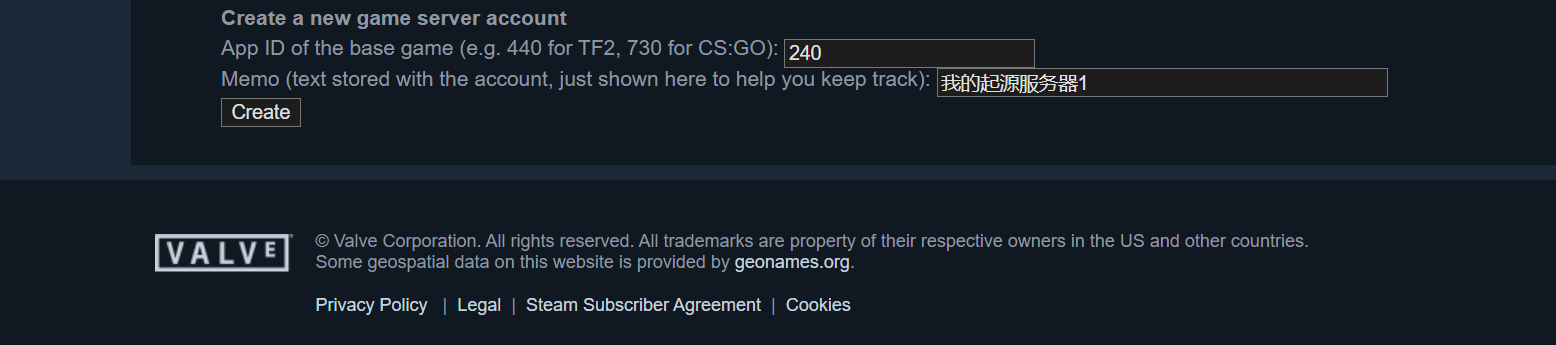 Create a new game server account
App ID of the base game (e.g. 440 for TF2, 730 for CS:GO): 240
Memo (text stored with the account, just shown here to help you keep track): 我的起源服务器1
Create
VALVE
© Valve Corporation. All rights reserved. All trademarks are property of their respective owners in the US and other countries.
Some geospatial data on this website is provided by geonames.org.
Privacy Policy | Legal | Steam Subscriber Agreement | Cookies